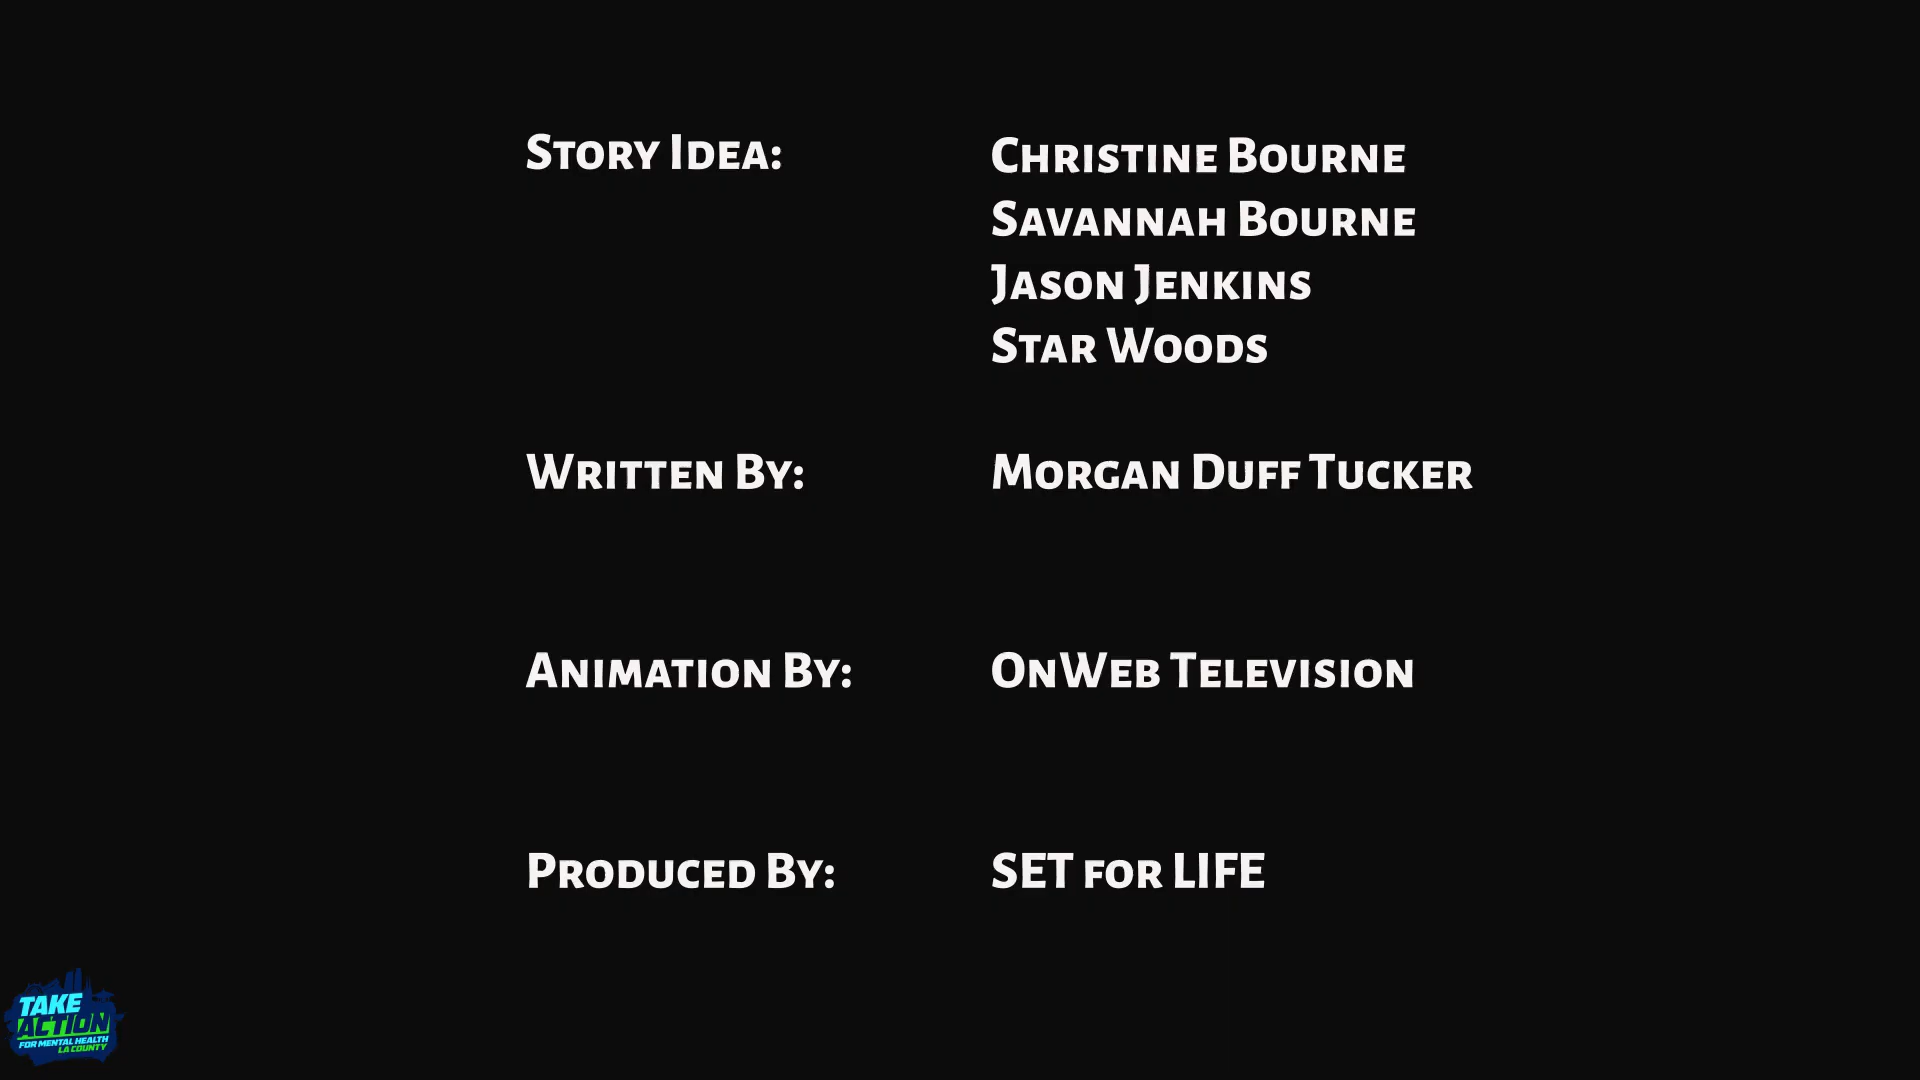 Story Idea: Christine Bourne
Savannah Bourne
Jason Jenkins
Star Woods
Written By: Morgan Duff Tucker
Animation By: OnWeb Television
Produced By: SET for LIFE
TAKE
ACTION
FOR MENTAL HEALTH
LA COUNTY